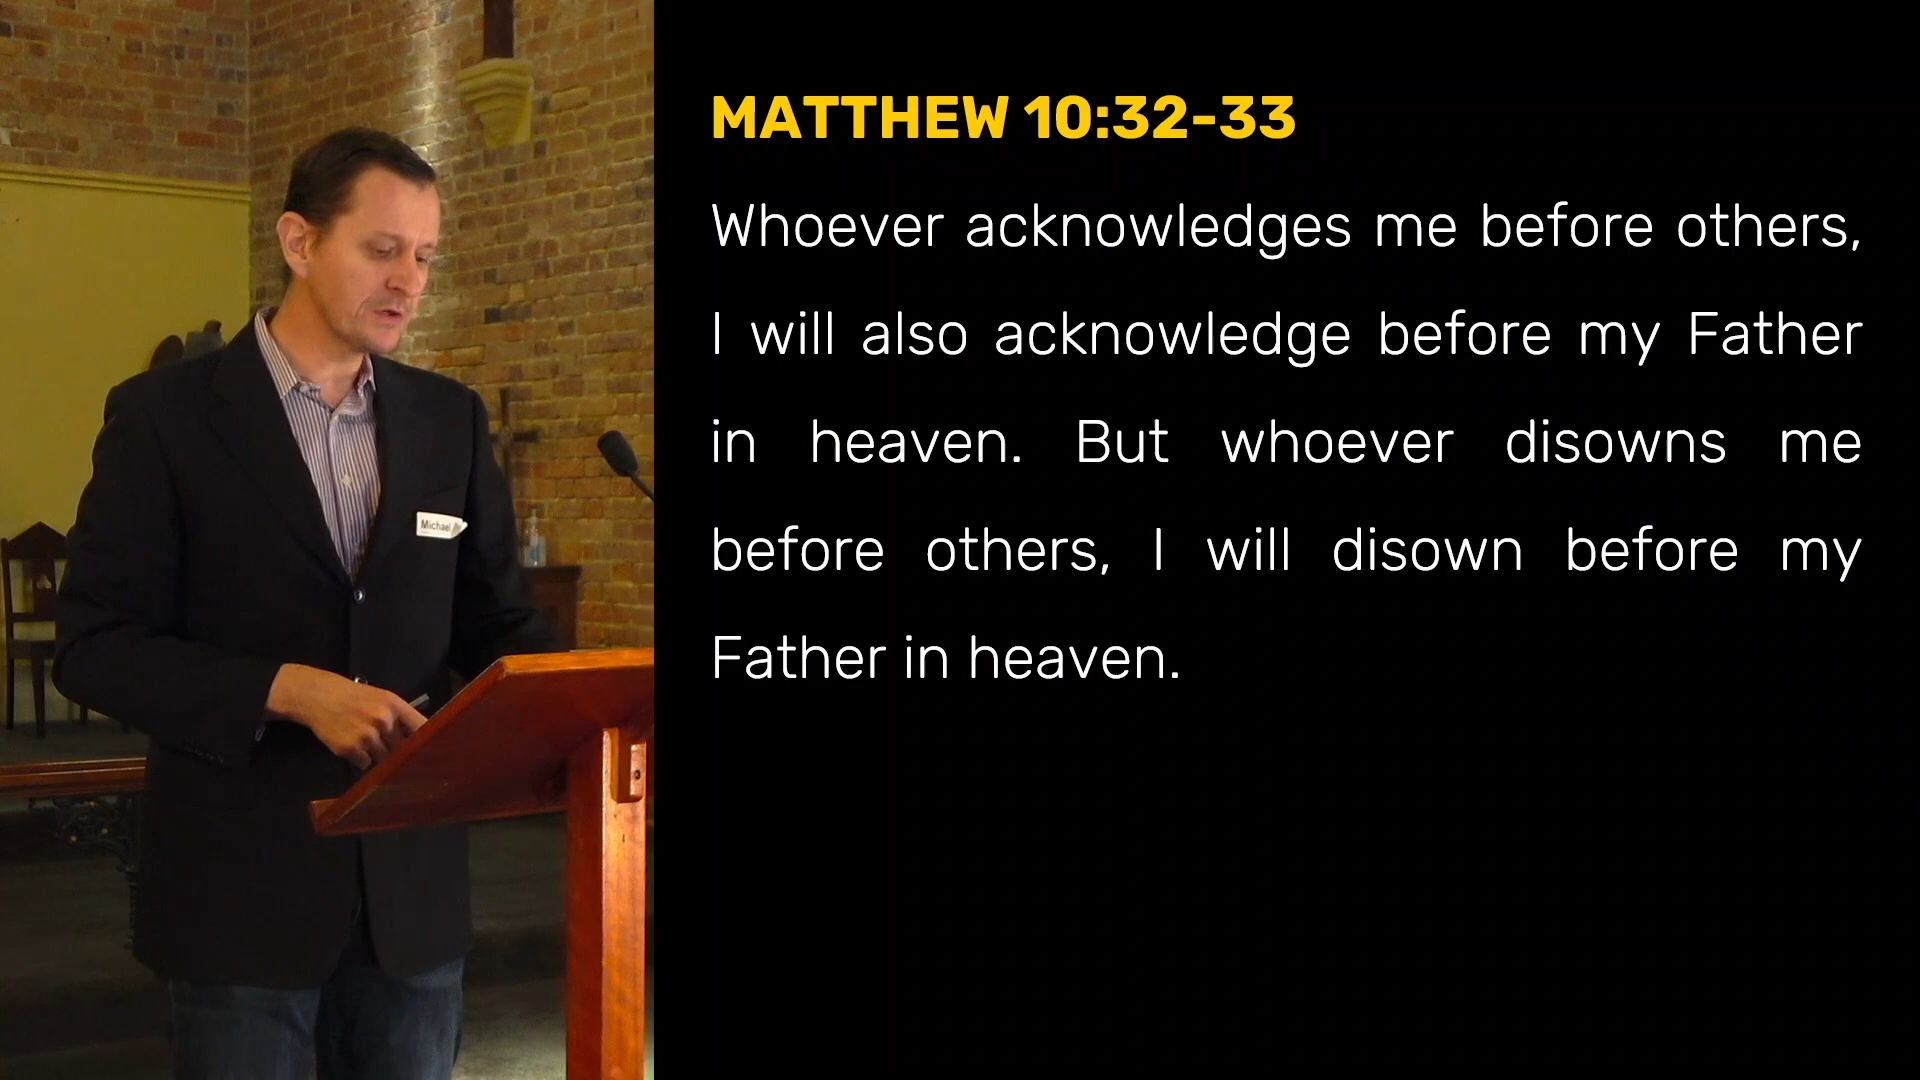 MATTHEW 10:32-33
Whoever acknowledges me before others,
I will also acknowledge before my Father
in heaven. But whoever disowns me
before others, I will disown before my
Father in heaven.
Michael